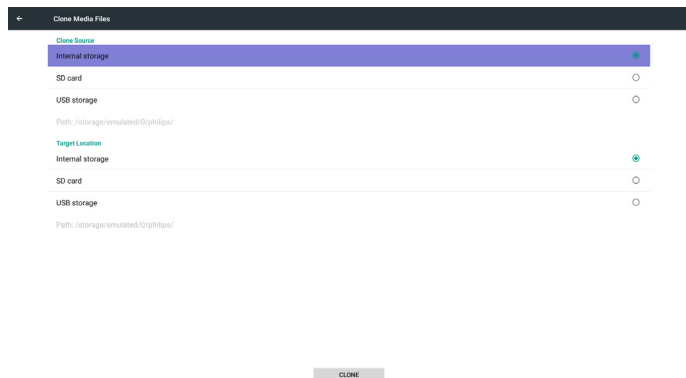 Clone Media Files
Clone Source
Internal storage
SD card
USB storage
Path: /storage/emulated/0/philips/
Target Location
Internal storage
SD card
USB storage
Path: /storage/emulated/0/philips/
CLONE